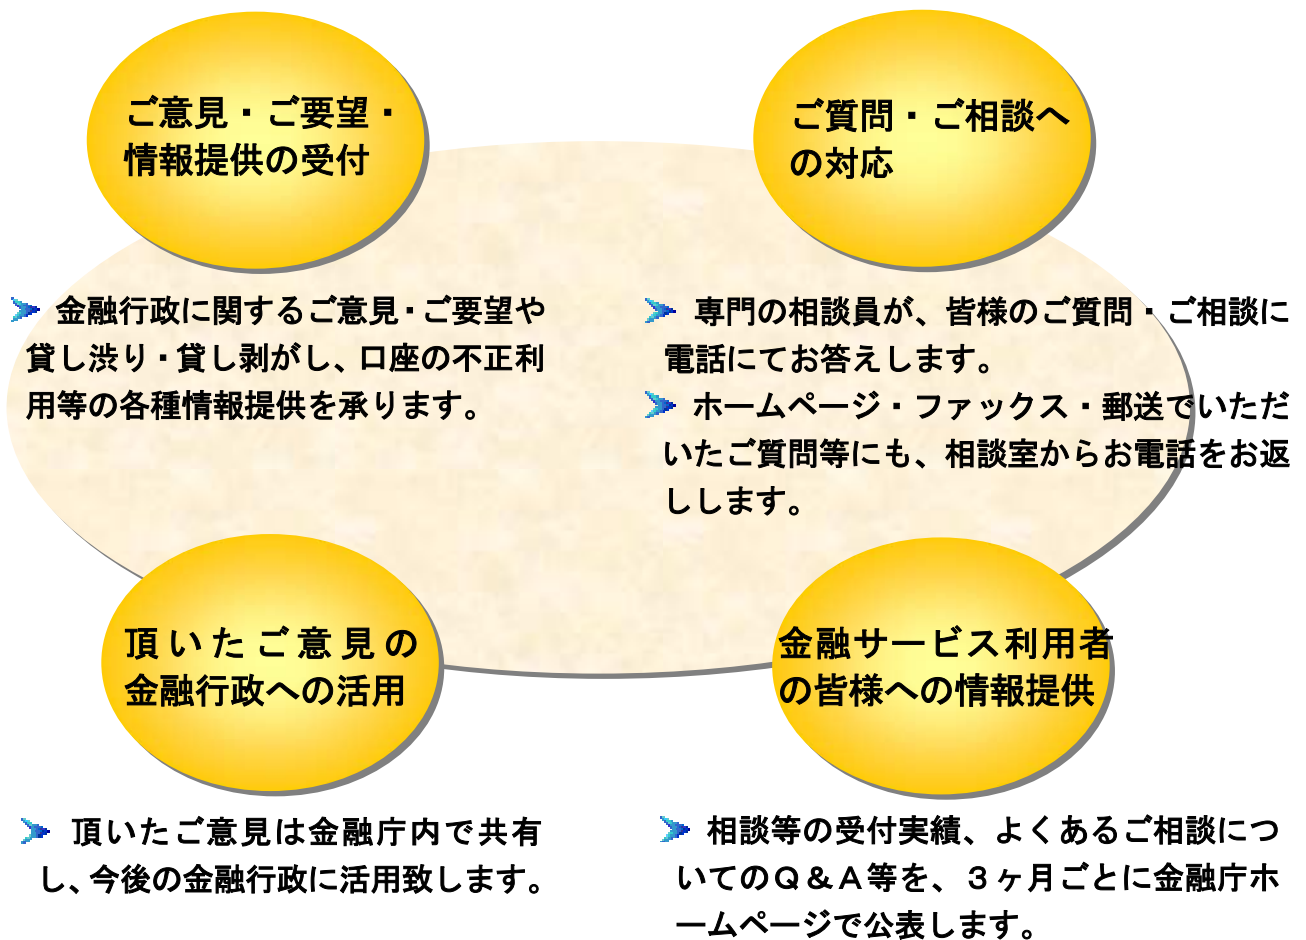 ご意見・ご要望・
情報提供の受付
金融行政に関するご意見・ご要望や
貸し渋り・貸し剥がし、口座の不正利
用等の各種情報提供を承ります。
ご質問・ご相談へ
の対応
専門の相談員が、皆様のご質問・ご相談に
電話にてお答えします。
ホームページ・ファックス・郵送でいただ
いたご質問等にも、相談室からお電話をお返
しします。
頂いたご意見の
金融行政への活用
頂いたご意見は金融庁内で共有
し、今後の金融行政に活用致します。
金融サービス利用者
の皆様への情報提供
相談等の受付実績、よくあるご相談につ
いてのＱ＆Ａ等を、３ヶ月ごとに金融庁ホ
ームページで公表します。